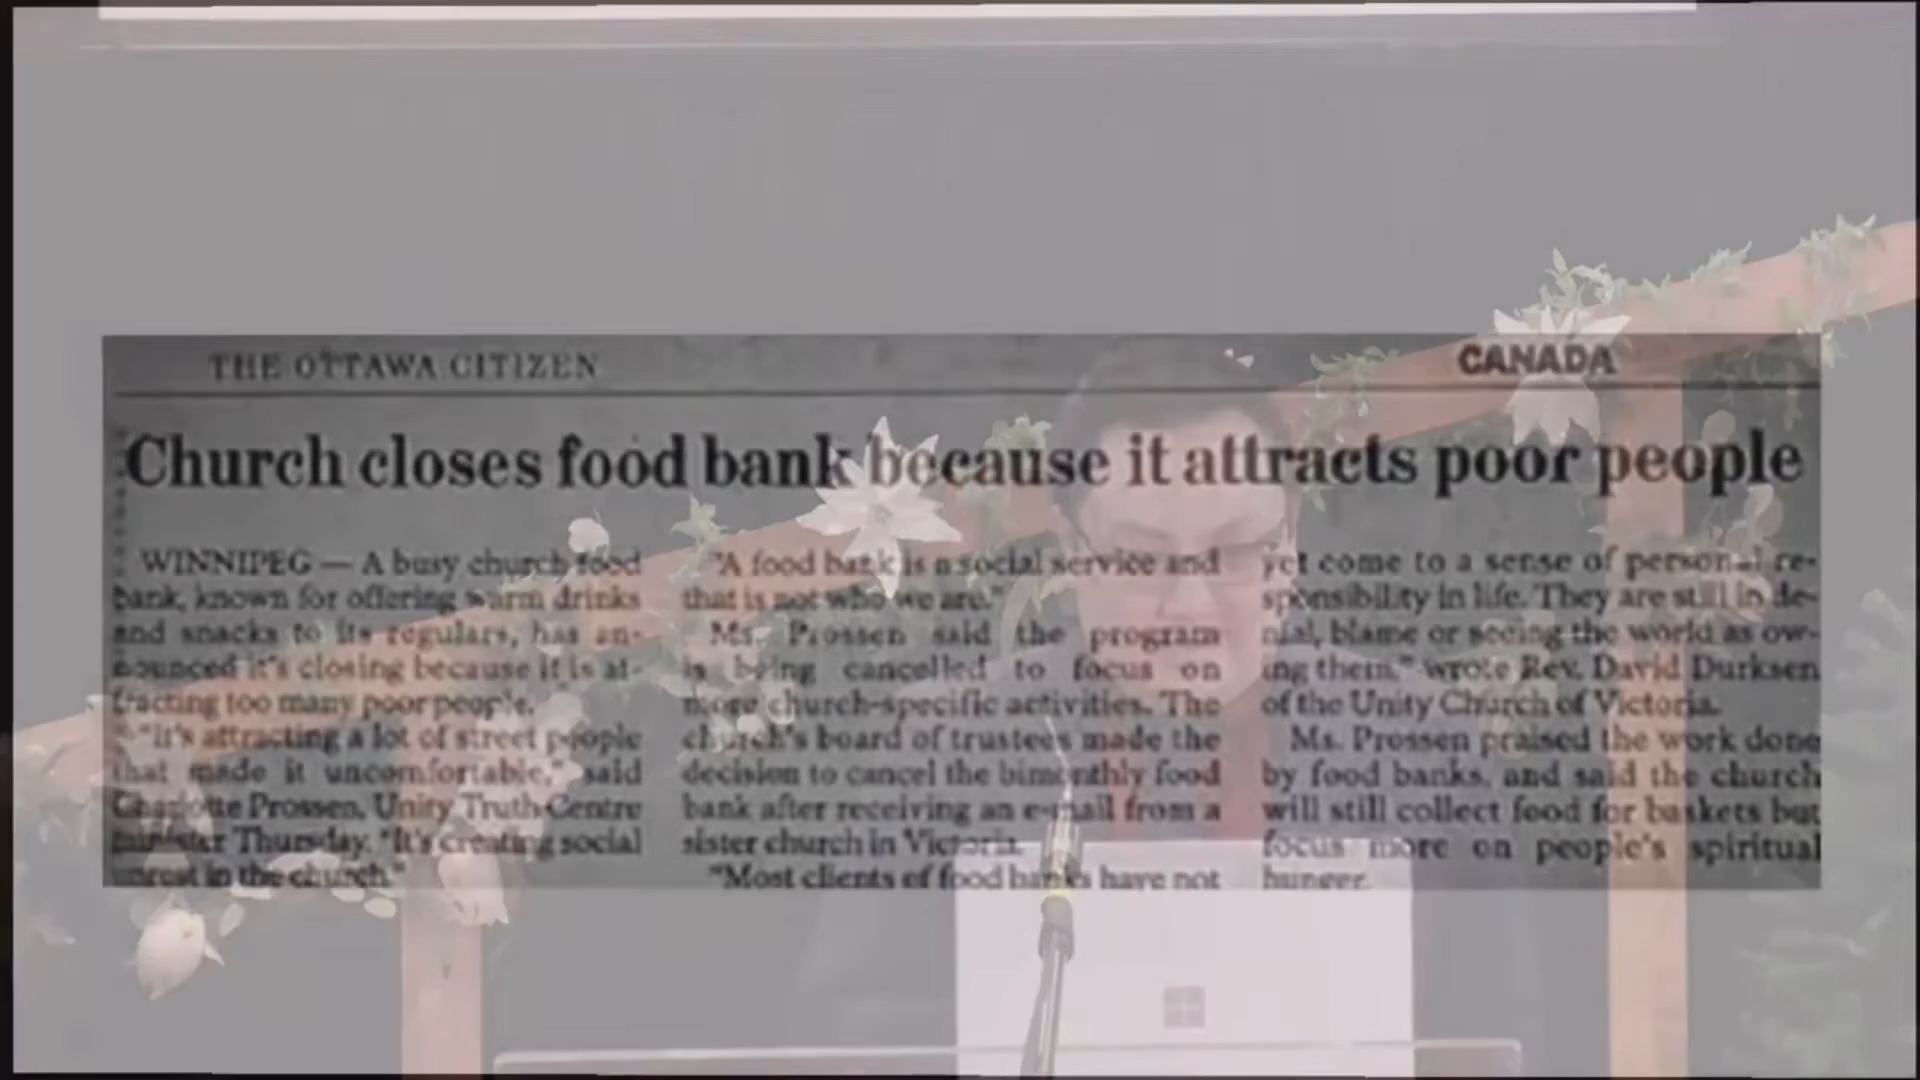 THE OTTAWA CITIZEN
CANADA
Church closes food bank because it attracts poor people
WINNIPEG — A busy church food
bank, known for offering warm drinks
and snacks to its regulars, has an-
nounced it's closing because it is at-
tracting too many poor people.
"It's attracting a lot of street people
that made it uncomfortable," said
Charlotte Prossen, Unity Truth Centre
minister Thursday. "It's creating social
unrest in the church."
"A food bank is a social service and
that is not who we are."
Ms. Prossen said the program
is being cancelled to focus on
more church-specific activities. The
church's board of trustees made the
decision to cancel the bimonthly food
bank after receiving an e-mail from a
sister church in Victoria.
"Most clients of food banks have not
yet come to a sense of personal re-
sponsibility in life. They are still in de-
nial, blame or seeing the world as ow-
ing them," wrote Rev. David Durksen
of the Unity Church of Victoria.
Ms. Prossen praised the work done
by food banks, and said the church
will still collect food for baskets but
focus more on people's spiritual
hunger.